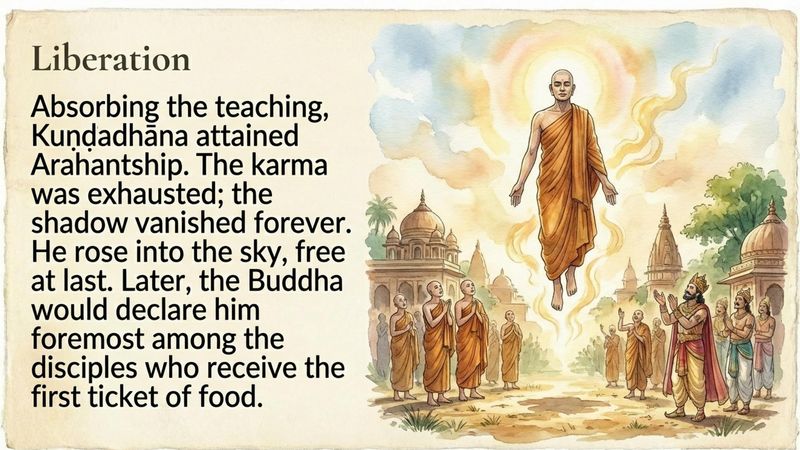 Liberation
Absorbing the teaching,
Kuṇḍadhāna attained
Arahantship. The karma
was exhausted; the
shadow vanished forever.
He rose into the sky, free
at last. Later, the Buddha
would declare him
foremost among the
disciples who receive the
first ticket of food.